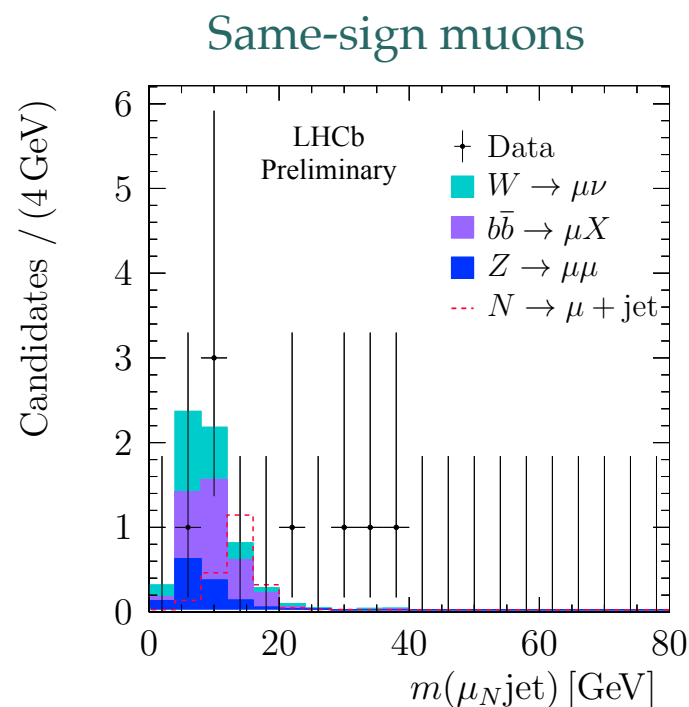 Same-sign muons
Candidates / (4 GeV)
6
5
4
3
2
1
0
LHCb
Preliminary
Data
W → μν
bb̄ → μX
Z → μμ
N → μ + jet
0 20 40 60 80
m(μ_N jet) [GeV]